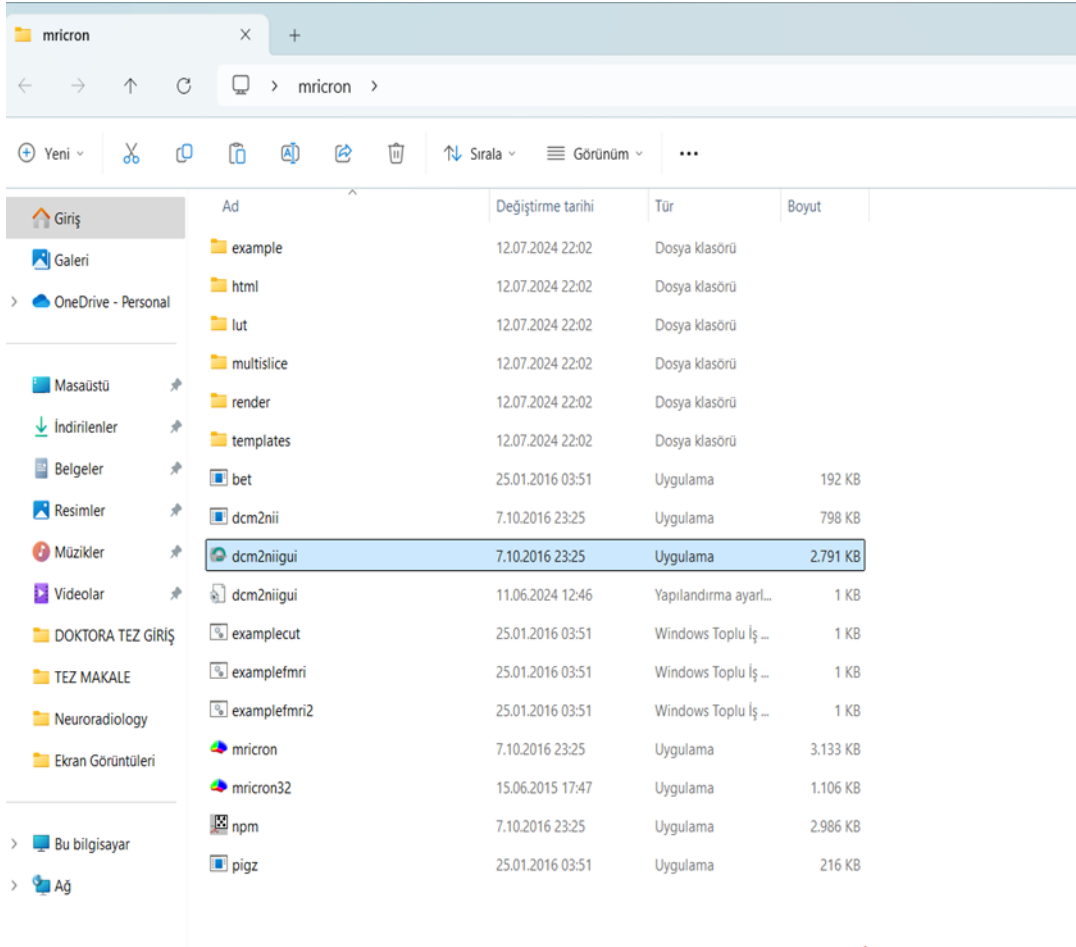 mricron
mricron
Yeni
Sırala
Görünüm
Ad Değiştirme tarihi Tür Boyut
Giriş
Galeri
OneDrive - Personal
Masaüstü
İndirilenler
Belgeler
Resimler
Müzikler
Videolar
DOKTORA TEZ GİRİŞ
TEZ MAKALE
Neuroradiology
Ekran Görüntüleri
Bu bilgisayar
Ağ
example 12.07.2024 22:02 Dosya klasörü
html 12.07.2024 22:02 Dosya klasörü
lut 12.07.2024 22:02 Dosya klasörü
multislice 12.07.2024 22:02 Dosya klasörü
render 12.07.2024 22:02 Dosya klasörü
templates 12.07.2024 22:02 Dosya klasörü
bet 25.01.2016 03:51 Uygulama 192 KB
dcm2nii 7.10.2016 23:25 Uygulama 798 KB
dcm2niigui 7.10.2016 23:25 Uygulama 2.791 KB
dcm2niigui 11.06.2024 12:46 Yapılandırma ayarl... 1 KB
examplecut 25.01.2016 03:51 Windows Toplu İş ... 1 KB
examplefmri 25.01.2016 03:51 Windows Toplu İş ... 1 KB
examplefmri2 25.01.2016 03:51 Windows Toplu İş ... 1 KB
mricron 7.10.2016 23:25 Uygulama 3.133 KB
mricron32 15.06.2015 17:47 Uygulama 1.106 KB
npm 7.10.2016 23:25 Uygulama 2.986 KB
pigz 25.01.2016 03:51 Uygulama 216 KB